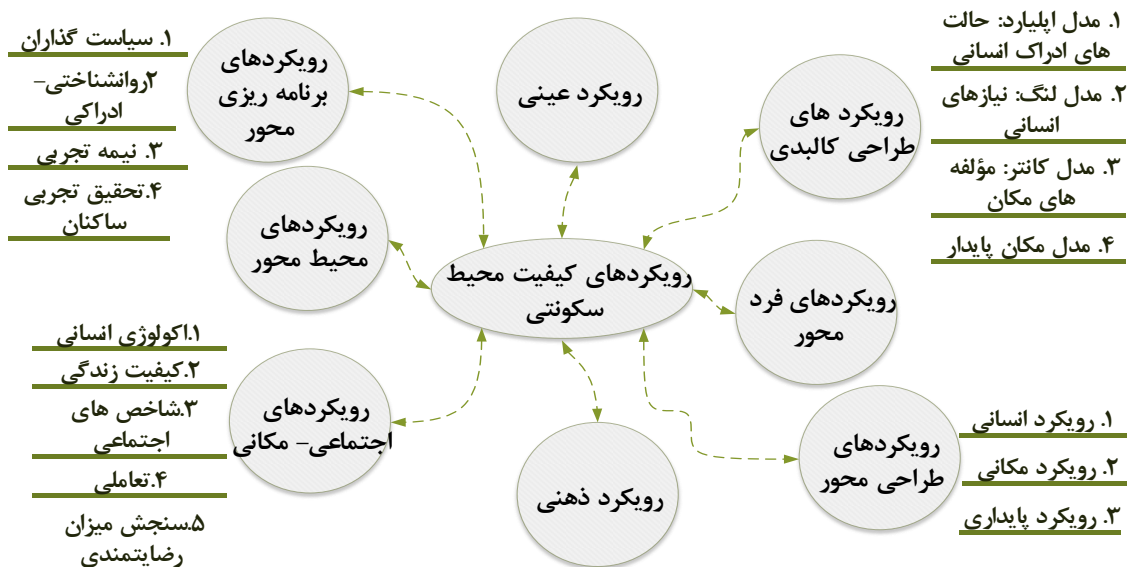 ۱. مدل اپلیارد: حالت
های ادراک انسانی
۲. مدل لنگ: نیازهای
انسانی
۳. مدل کانتر: مؤلفه
های مکان
۴. مدل مکان پایدار
رویکرد های
طراحی کالبدی
رویکرد عینی
رویکردهای
برنامه ریزی
محور
۱. سیاست گذاران
۲روانشناختی-
ادراکی
۳. نیمه تجربی
۴.تحقیق تجربی
ساکنان
رویکردهای
محیط محور
رویکردهای کیفیت محیط
سکونتی
رویکردهای فرد
محور
رویکردهای
اجتماعی- مکانی
۱.اکولوژی انسانی
۲.کیفیت زندگی
۳.شاخص های
اجتماعی
۴.تعاملی
۵.سنجش میزان
رضایتمندی
رویکرد ذهنی
رویکردهای
طراحی محور
۱. رویکرد انسانی
۲. رویکرد مکانی
۳. رویکرد پایداری